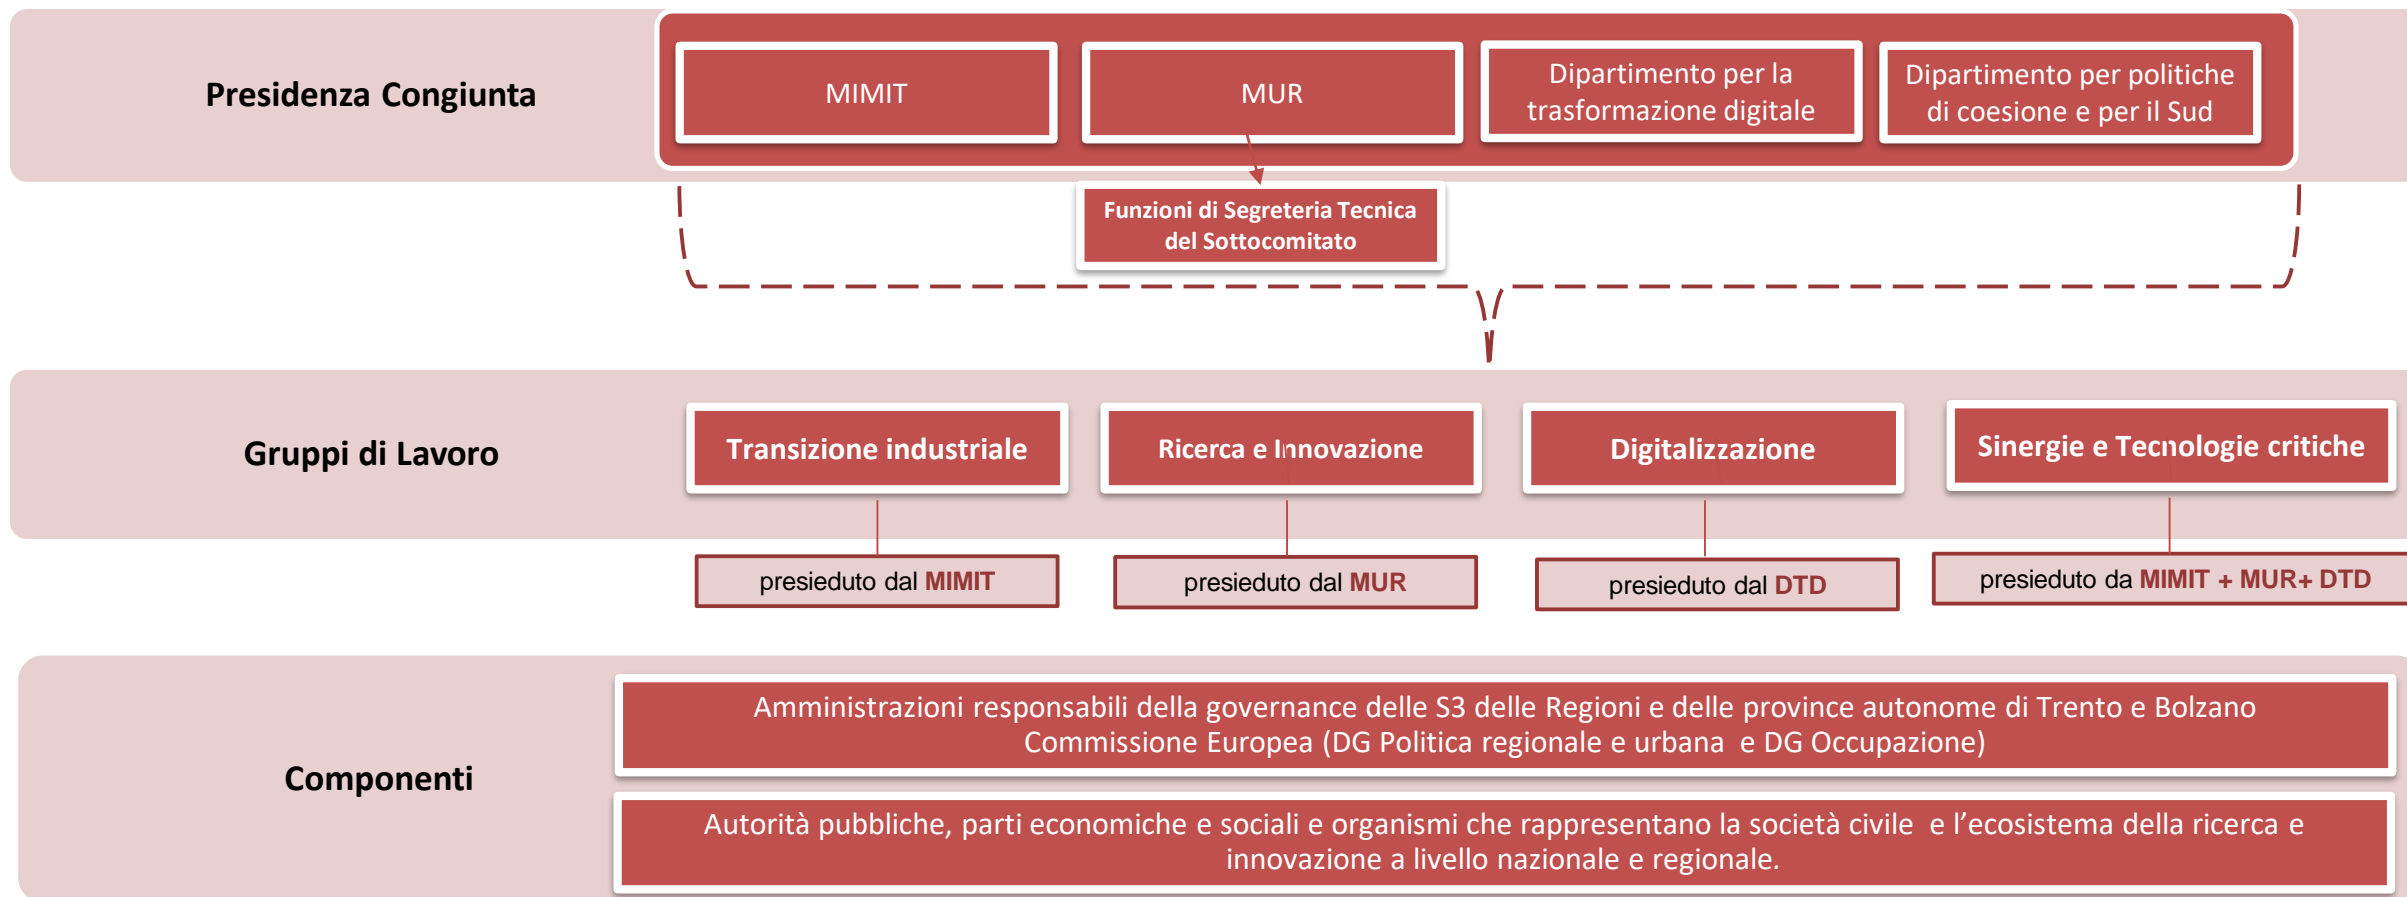 Presidenza Congiunta
MIMIT
MUR
Dipartimento per la
trasformazione digitale
Dipartimento per politiche
di coesione e per il Sud
Funzioni di Segreteria Tecnica
del Sottocomitato
Gruppi di Lavoro
Transizione industriale
Ricerca e Innovazione
Digitalizzazione
Sinergie e Tecnologie critiche
presieduto dal MIMIT
presieduto dal MUR
presieduto dal DTD
presieduto da MIMIT + MUR+ DTD
Componenti
Amministrazioni responsabili della governance delle S3 delle Regioni e delle province autonome di Trento e Bolzano
Commissione Europea (DG Politica regionale e urbana e DG Occupazione)
Autorità pubbliche, parti economiche e sociali e organismi che rappresentano la società civile e l’ecosistema della ricerca e
innovazione a livello nazionale e regionale.